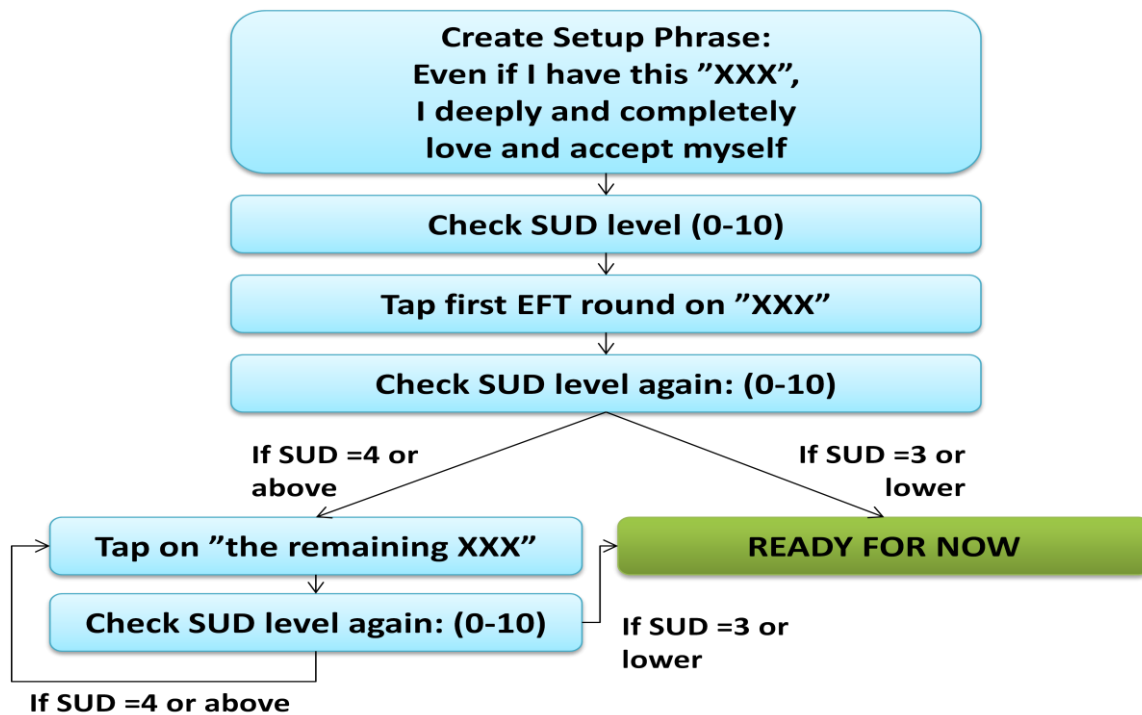 Create Setup Phrase:
Even if I have this ”XXX”,
I deeply and completely
love and accept myself
Check SUD level (0-10)
Tap first EFT round on ”XXX”
Check SUD level again: (0-10)
If SUD =4 or
above
If SUD =3 or
lower
Tap on ”the remaining XXX”
READY FOR NOW
Check SUD level again: (0-10)
If SUD =3 or
lower
If SUD =4 or above